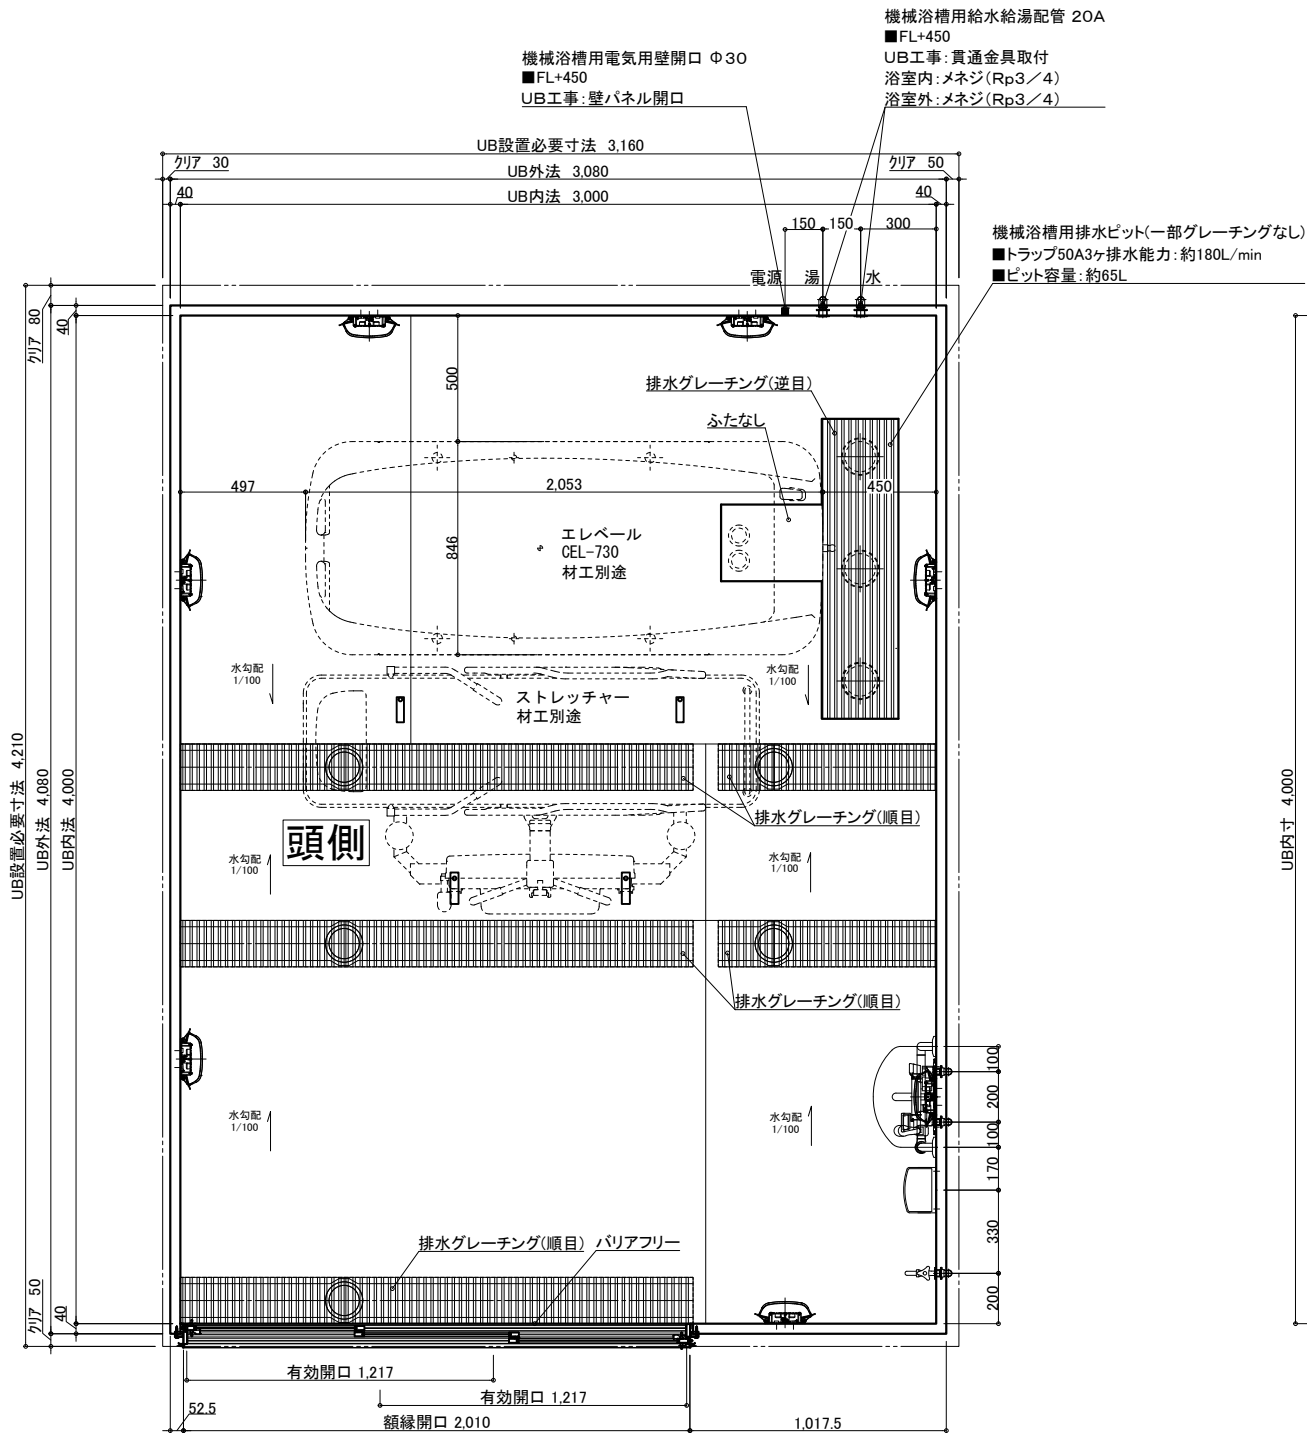 機械浴槽用給水給湯配管 20A
■FL+450
UB工事:貫通金具取付
浴室内:メネジ(Rp3/4)
浴室外:メネジ(Rp3/4)
機械浴槽用電気用壁開口 Φ30
■FL+450
UB工事:壁パネル開口
UB設置必要寸法 3,160
クリア 30
UB外法 3,080
クリア 50
40
UB内法 3,000
40
150
150
300
機械浴槽用排水ピット(一部グレーチングなし)
■トラップ50A3ヶ排水能力:約180L/min
■ピット容量:約65L
電源
湯
水
クリア 80
40
500
排水グレーチング(逆目)
ふたなし
497
2,053
450
846
エレベール
CEL-730
材工別途
水勾配
1/100
水勾配
1/100
ストレッチャー
材工別途
UB設置必要寸法 4,210
UB外法 4,080
UB内法 4,000
UB内寸 4,000
排水グレーチング(順目)
頭側
水勾配
1/100
水勾配
1/100
排水グレーチング(順目)
100
200
100
170
330
200
水勾配
1/100
水勾配
1/100
排水グレーチング(順目)
バリアフリー
クリア 50
40
有効開口 1,217
有効開口 1,217
52.5
額縁開口 2,010
1,017.5